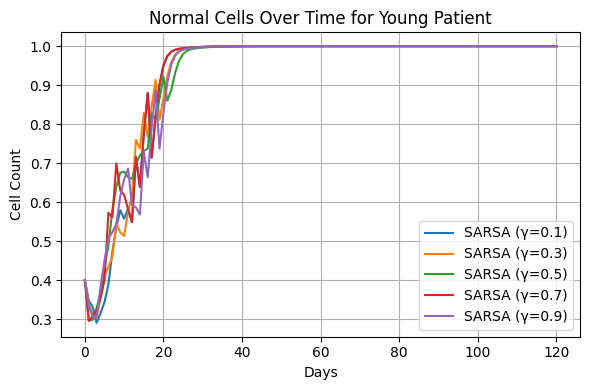 Normal Cells Over Time for Young Patient
1.0
0.9
0.8
0.7
0.6
0.5
0.4
0.3
Cell Count
SARSA (γ=0.1)
SARSA (γ=0.3)
SARSA (γ=0.5)
SARSA (γ=0.7)
SARSA (γ=0.9)
0 20 40 60 80 100 120
Days